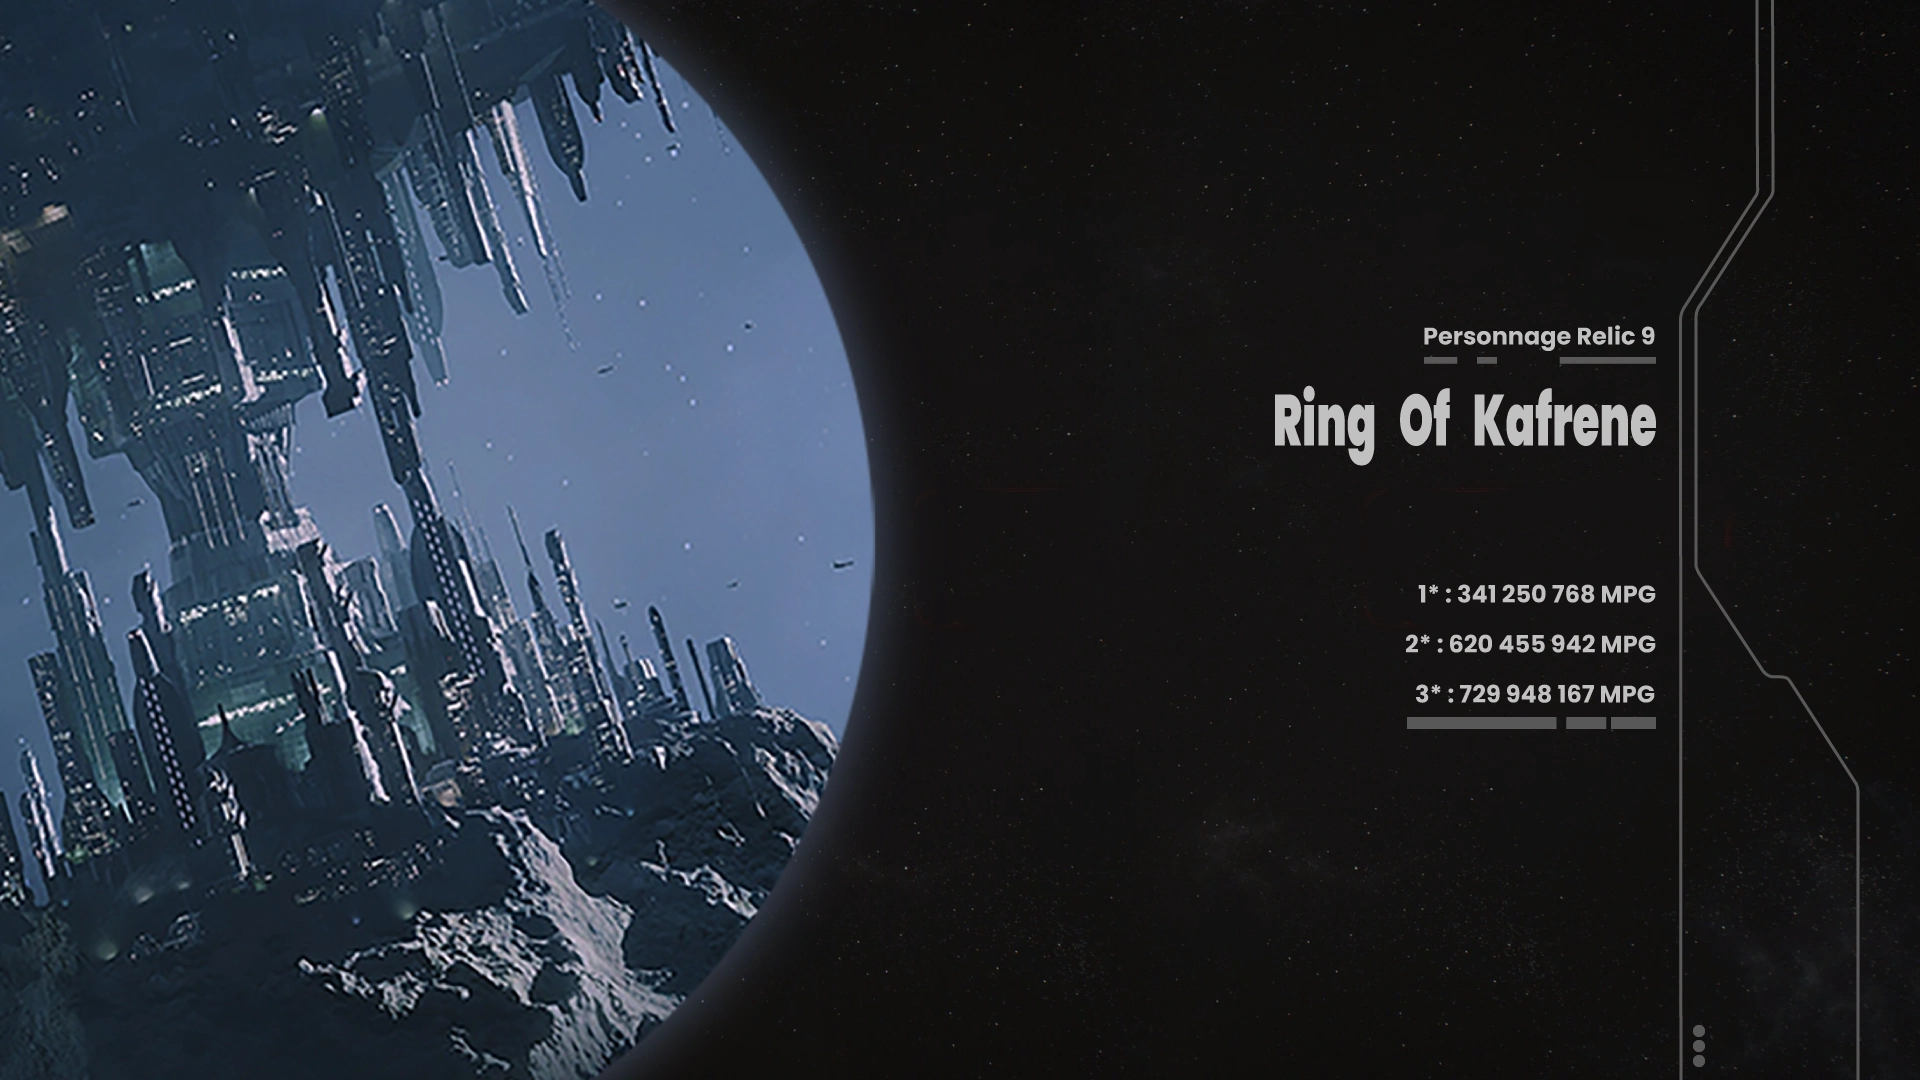 Personnage Relic 9
Ring Of Kafrene
1* : 341 250 768 MPG
2* : 620 455 942 MPG
3* : 729 948 167 MPG